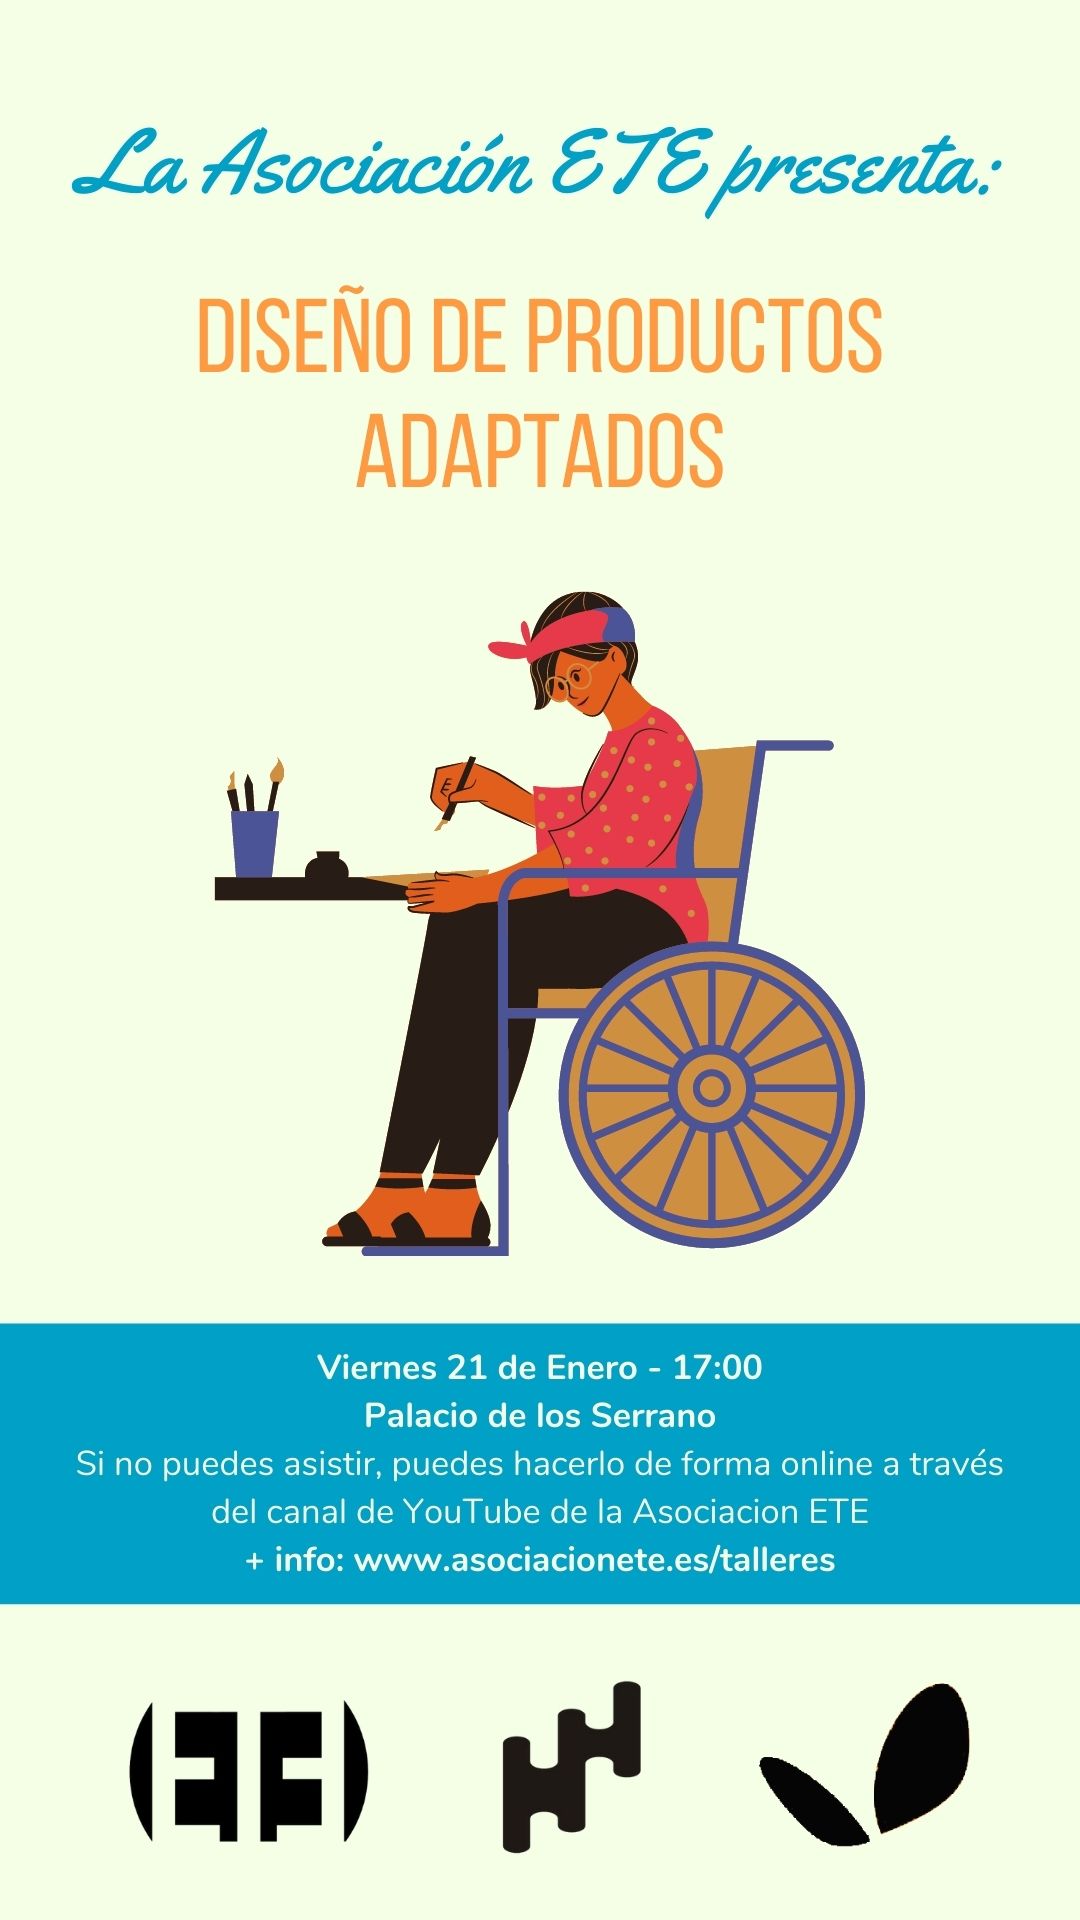 La Asociación ETE presenta:
DISEÑO DE PRODUCTOS
ADAPTADOS
Viernes 21 de Enero - 17:00
Palacio de los Serrano
Si no puedes asistir, puedes hacerlo de forma online a través
del canal de YouTube de la Asociacion ETE
+ info: www.asociacionete.es/talleres